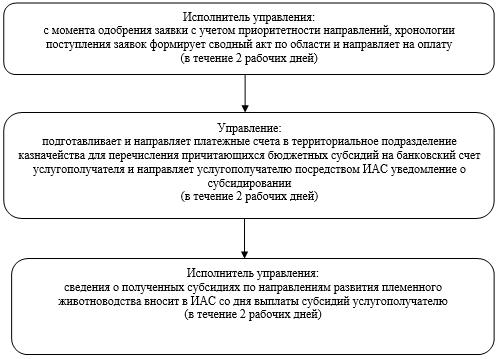 Исполнитель управления:
с момента одобрения заявки с учетом приоритетности направлений, хронологии
поступления заявок формирует сводный акт по области и направляет на оплату
(в течение 2 рабочих дней)
Управление:
подготавливает и направляет платежные счета в территориальное подразделение
казначейства для перечисления причитающихся бюджетных субсидий на банковский счет
услугополучателя и направляет услугополучателю посредством ИАС уведомление о
субсидировании
(в течение 2 рабочих дней)
Исполнитель управления:
сведения о полученных субсидиях по направлениям развития племенного
животноводства вносит в ИАС со дня выплаты субсидий услугополучателю
(в течение 2 рабочих дней)